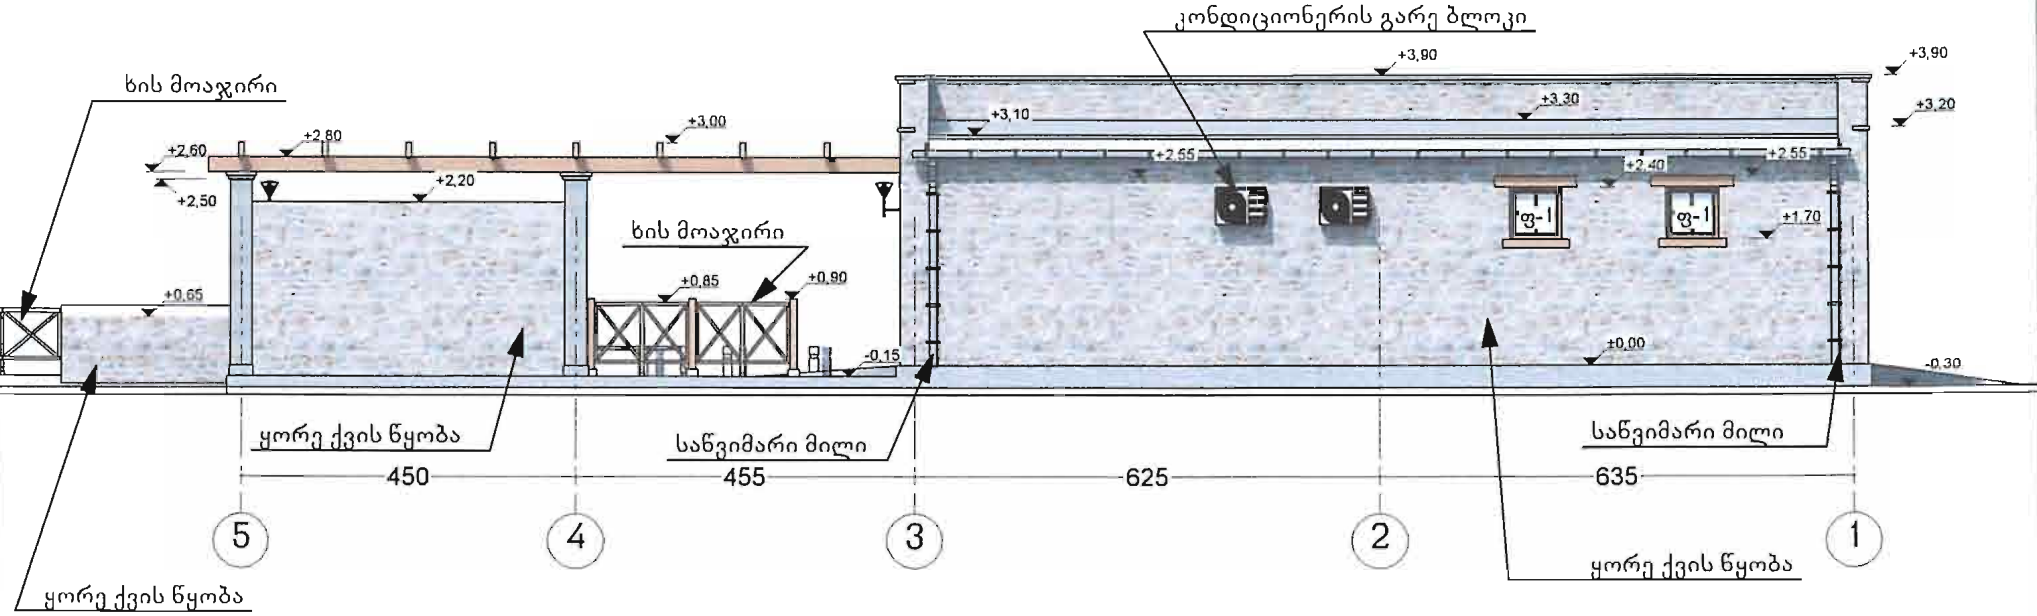 კონდიციონერის გარე ბლოკი
+3,90
+3,90
ხის მოაჯირი
+3,30
+3,20
+3,10
+3,00
+2,80
+2,60
+2,55
+2,40
+2,55
+2,50
+2,20
ფ-1
ფ-1
+1,70
ხის მოაჯირი
+0,85
+0,90
+0,65
-0,15
±0,00
-0,30
ყორე ქვის წყობა
საწვიმარი მილი
საწვიმარი მილი
450
455
625
635
5
4
3
2
1
ყორე ქვის წყობა
ყორე ქვის წყობა